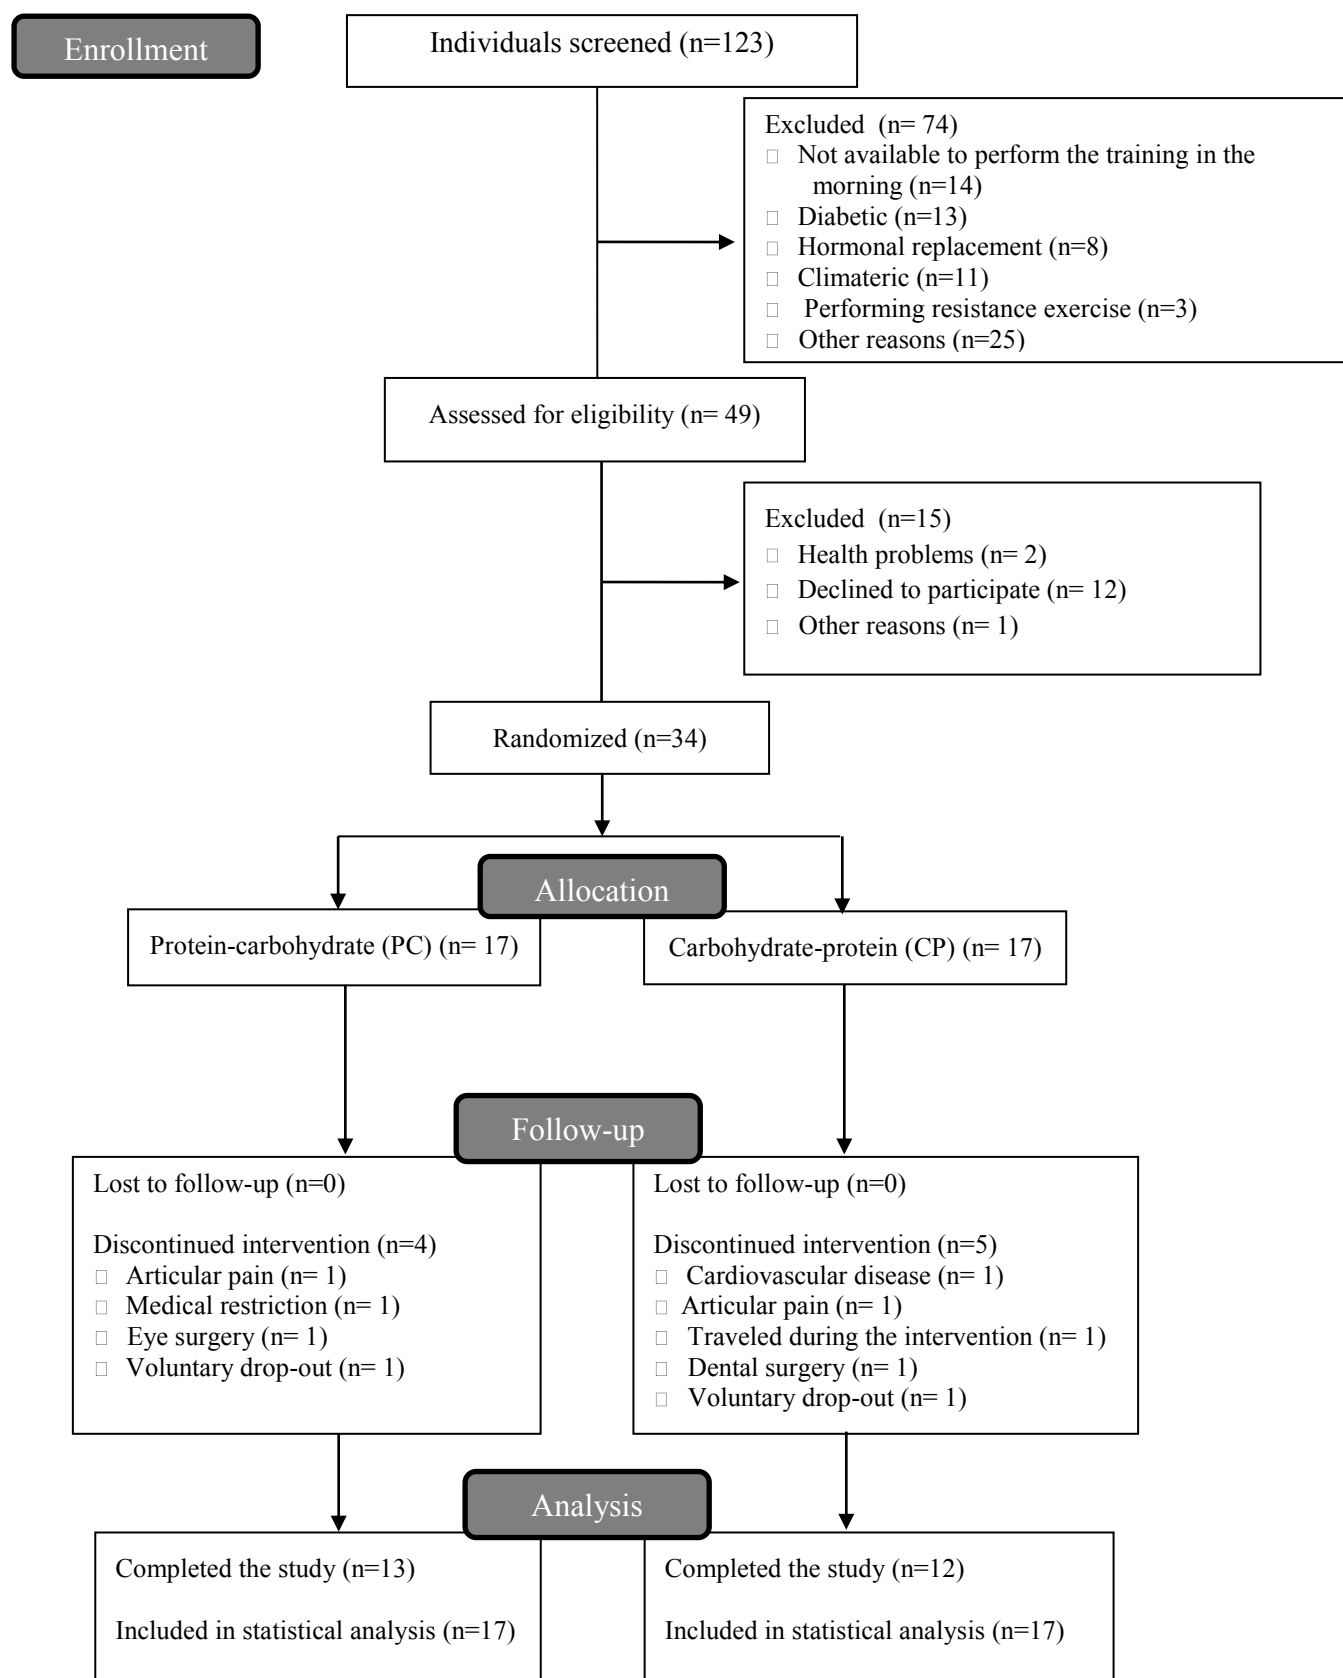 Enrollment
Individuals screened (n=123)
Excluded (n= 74)
Not available to perform the training in the
morning (n=14)
Diabetic (n=13)
Hormonal replacement (n=8)
Climateric (n=11)
Performing resistance exercise (n=3)
Other reasons (n=25)
Assessed for eligibility (n= 49)
Excluded (n=15)
Health problems (n= 2)
Declined to participate (n= 12)
Other reasons (n= 1)
Randomized (n=34)
Allocation
Protein-carbohydrate (PC) (n= 17)
Carbohydrate-protein (CP) (n= 17)
Follow-up
Lost to follow-up (n=0)
Discontinued intervention (n=4)
Articular pain (n= 1)
Medical restriction (n= 1)
Eye surgery (n= 1)
Voluntary drop-out (n= 1)
Lost to follow-up (n=0)
Discontinued intervention (n=5)
Cardiovascular disease (n= 1)
Articular pain (n= 1)
Traveled during the intervention (n= 1)
Dental surgery (n= 1)
Voluntary drop-out (n= 1)
Analysis
Completed the study (n=13)
Included in statistical analysis (n=17)
Completed the study (n=12)
Included in statistical analysis (n=17)